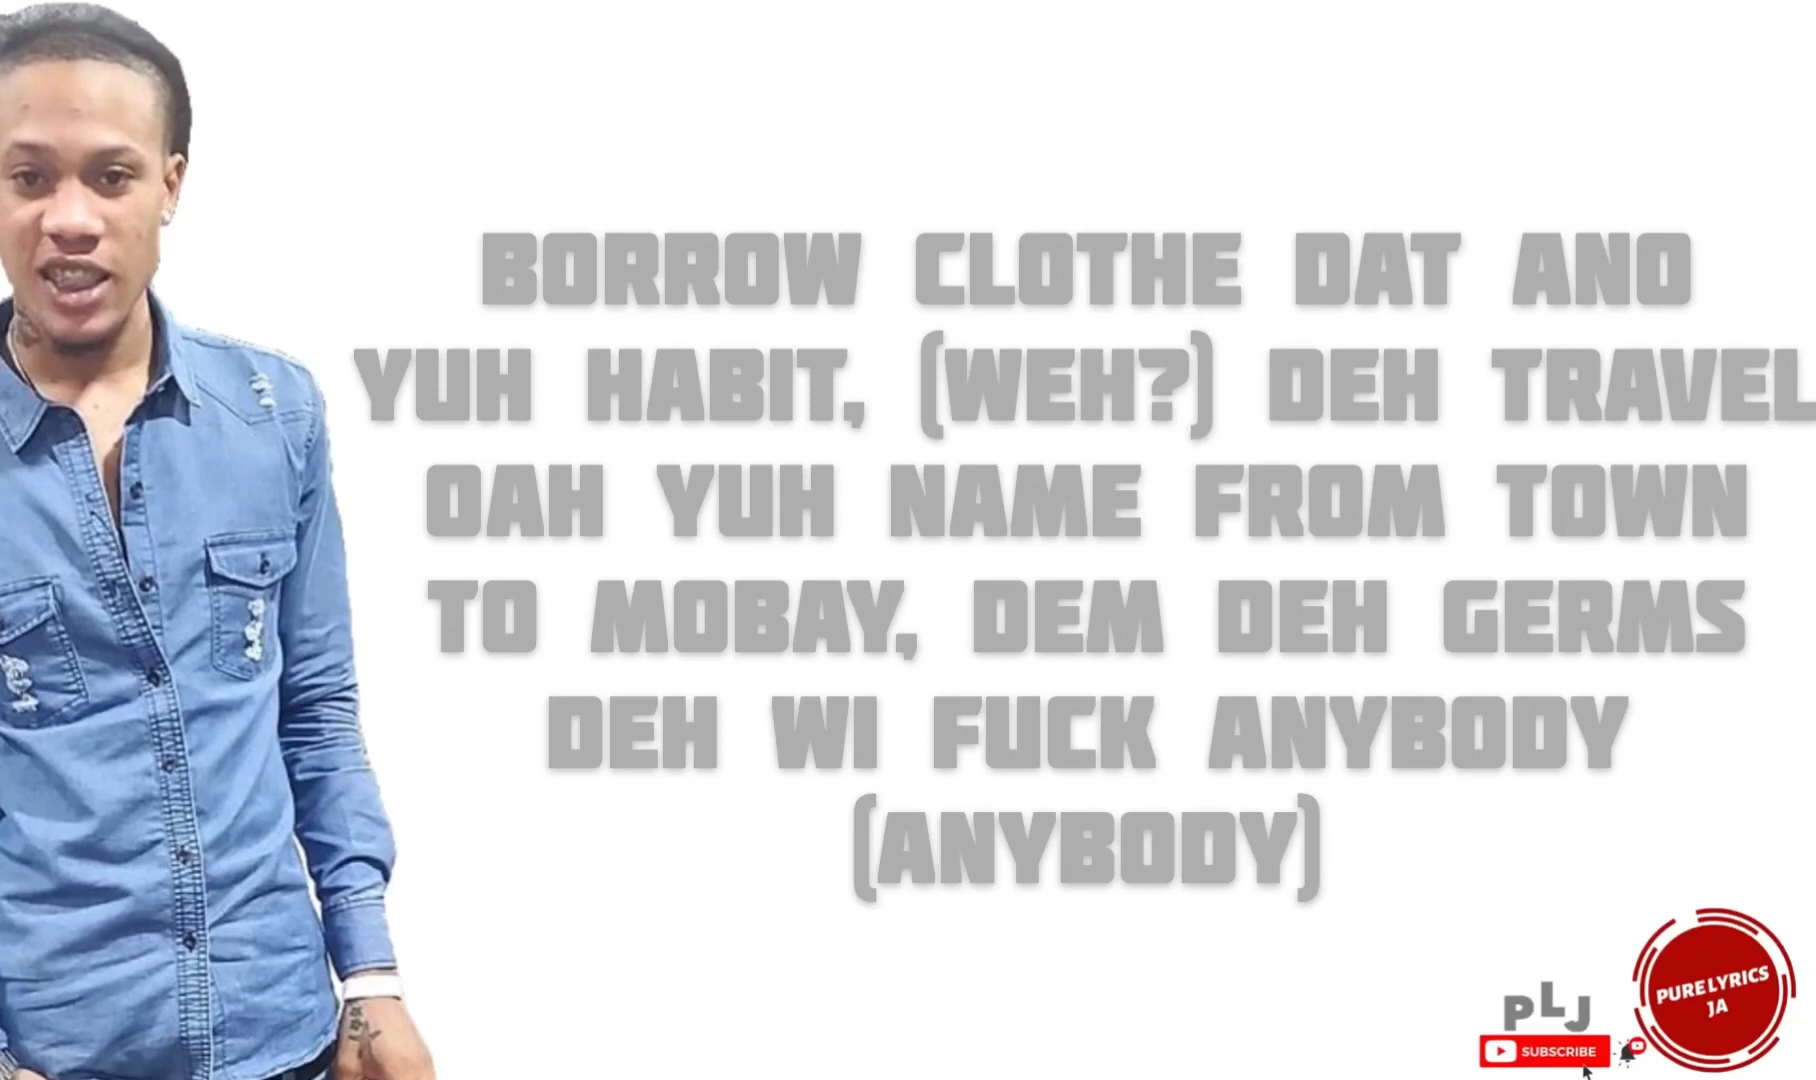 BORROW CLOTHE DAT ANO
YUH HABIT, (WEH?) DEH TRAVEL
OAH YUH NAME FROM TOWN
TO MOBAY, DEM DEH GERMS
DEH WI FUCK ANYBODY
(ANYBODY)
PLJ
SUBSCRIBE
PURE LYRICS
JA